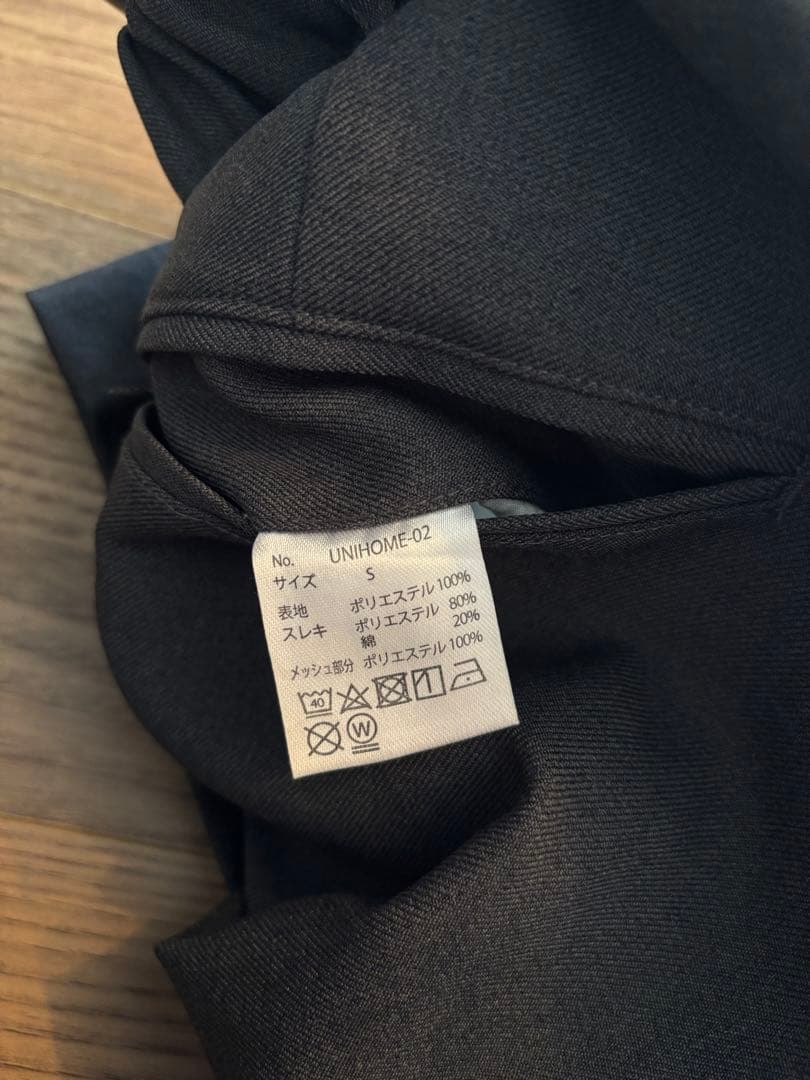 No. UNIHOME-02
サイズ S
表地 ポリエステル 100%
スレキ ポリエステル 80%
綿 20%
メッシュ部分 ポリエステル 100%
40
W